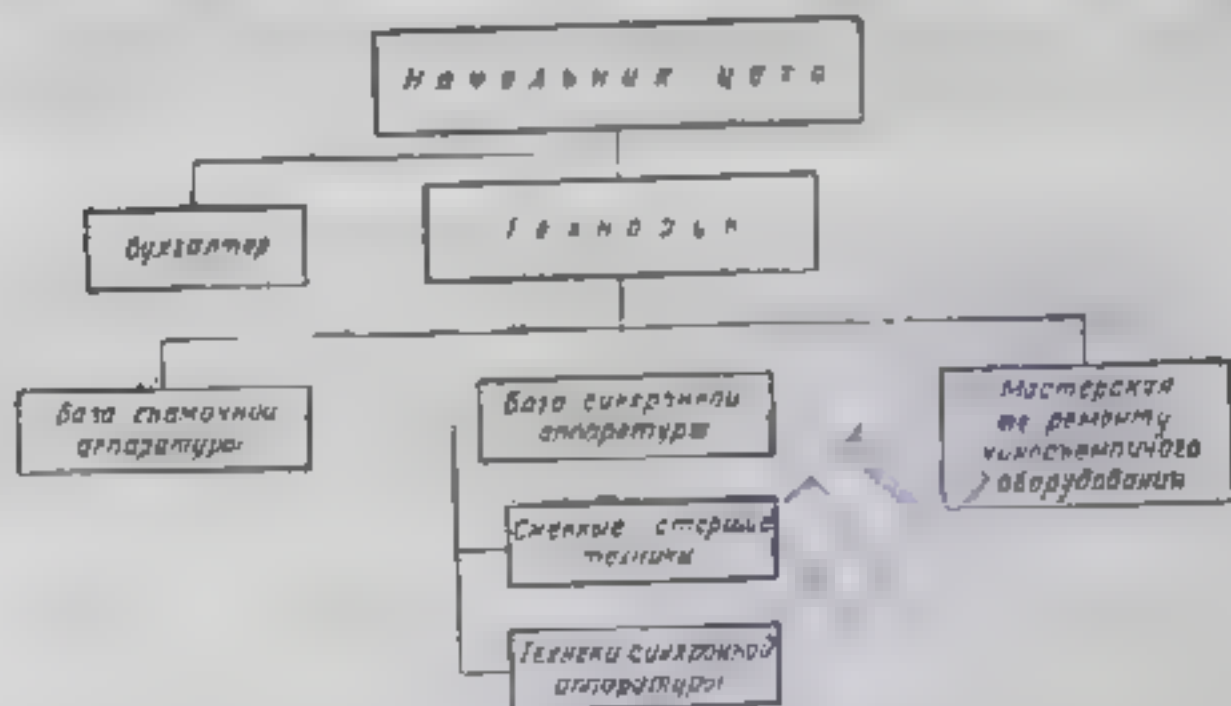 Начальник цеха
Бухгалтер
Технорук
База съемочной
аппаратуры
База синхронной
аппаратуры
Мастерская
по ремонту
киносъемочного
оборудования
Сменные старшие
техники
Техники синхронной
аппаратуры